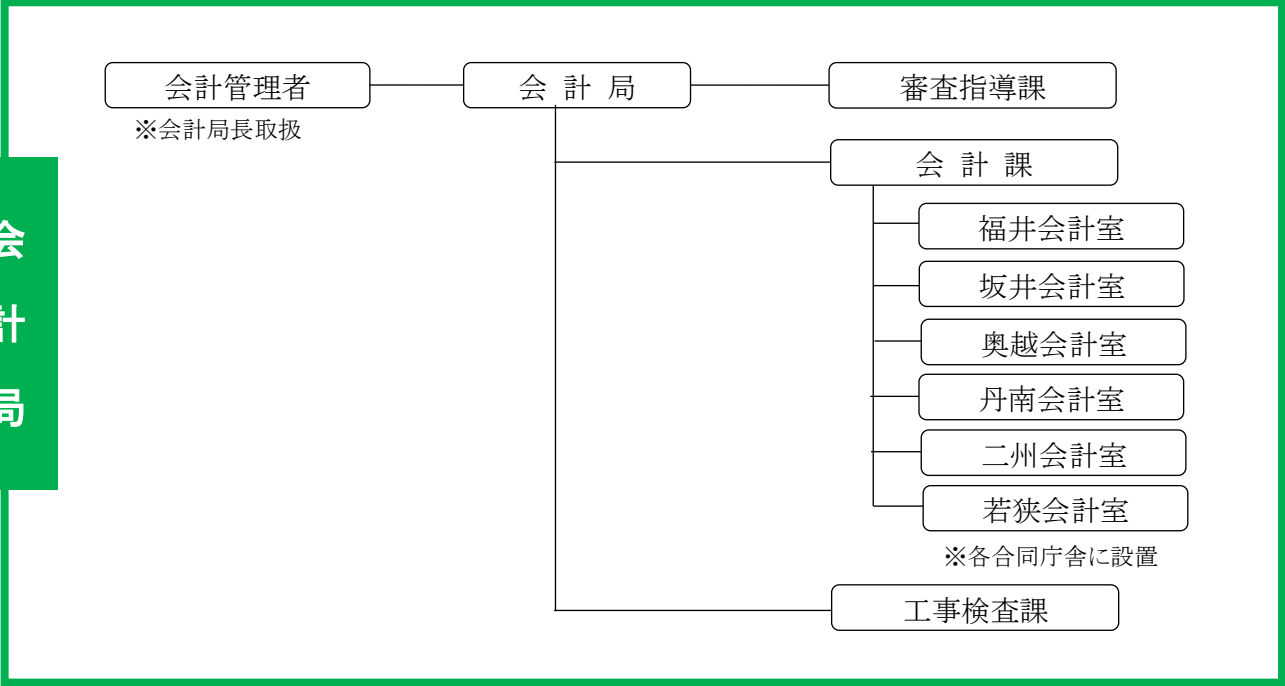 会計管理者
会 計 局
審査指導課
※会計局長取扱
会 計 課
福井会計室
坂井会計室
奥越会計室
丹南会計室
二州会計室
若狭会計室
※各合同庁舎に設置
工事検査課
会
計
局